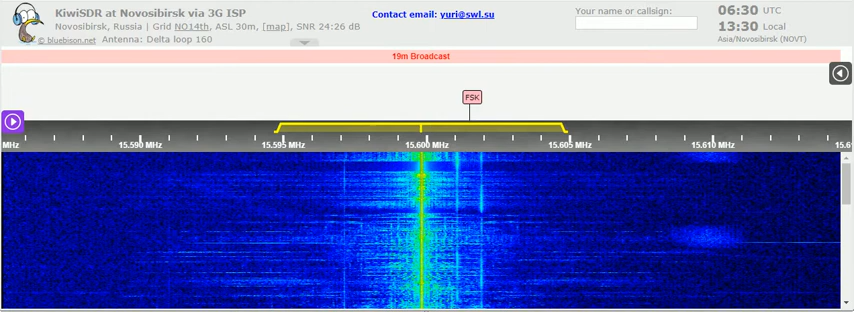 KiwiSDR at Novosibirsk via 3G ISP
Novosibirsk, Russia | Grid NO14th, ASL 30m, [map], SNR 24:26 dB
© bluebison.net Antenna: Delta loop 160
Contact email: yuri@swl.su
Your name or callsign:
06:30 UTC
13:30 Local
Asia/Novosibirsk (NOVT)
19m Broadcast
FSK
MHz 15.590 MHz 15.595 MHz 15.600 MHz 15.605 MHz 15.610 MHz 15.6